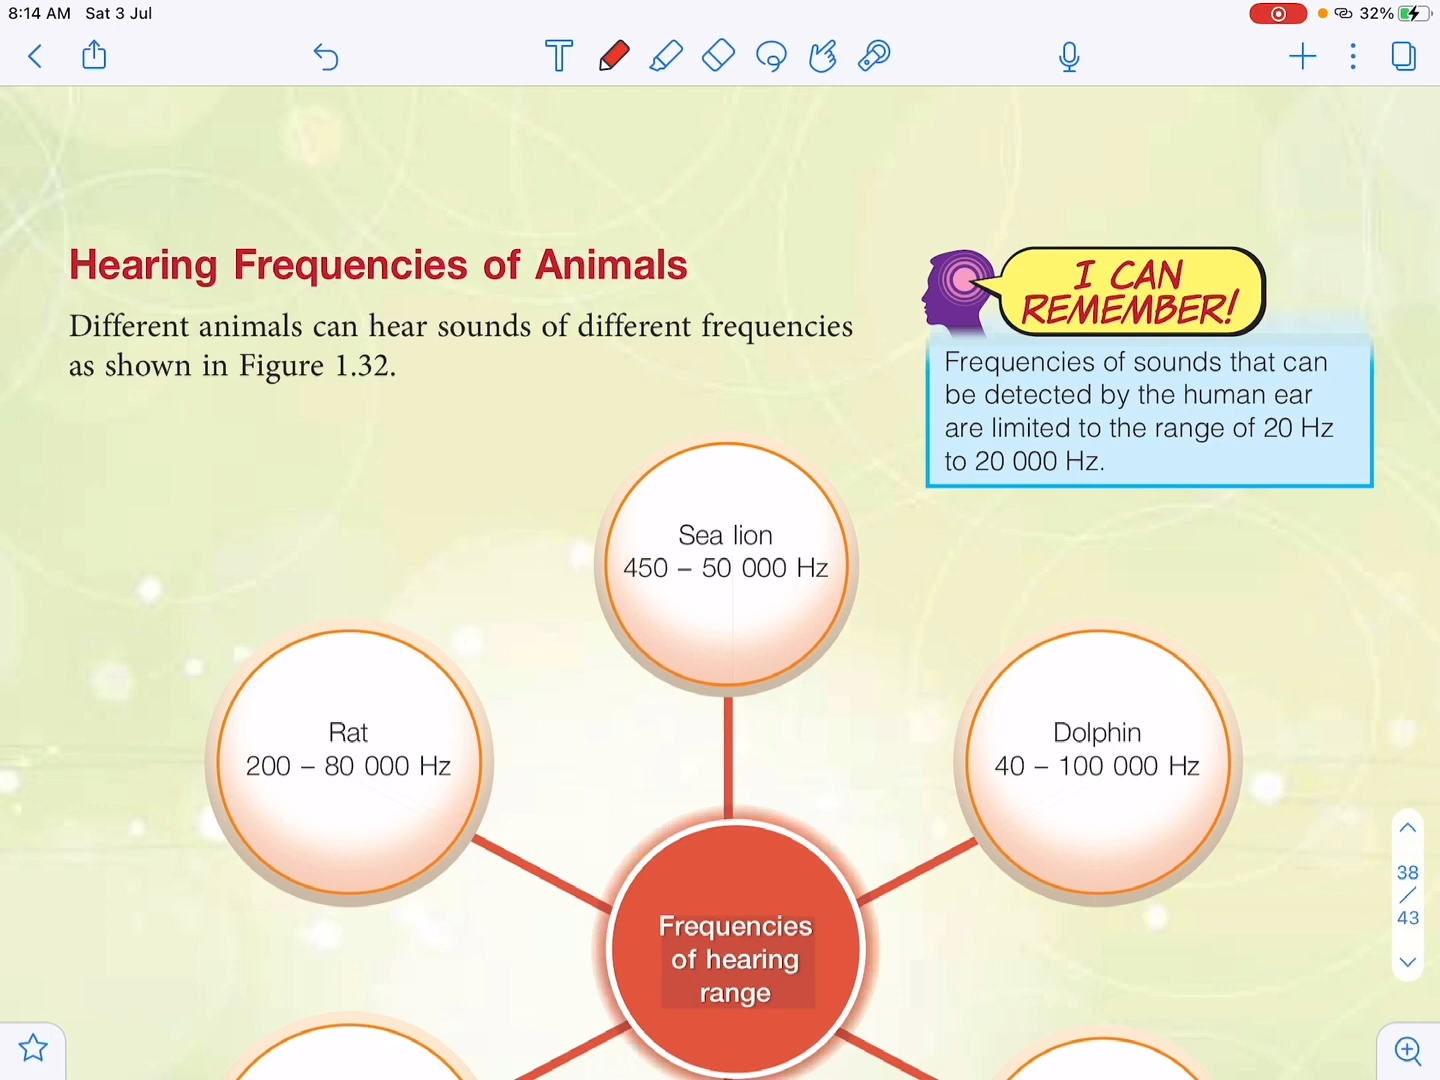 8:14 AM Sat 3 Jul
32%
Hearing Frequencies of Animals
Different animals can hear sounds of different frequencies
as shown in Figure 1.32.
I CAN
REMEMBER!
Frequencies of sounds that can
be detected by the human ear
are limited to the range of 20 Hz
to 20 000 Hz.
Sea lion
450 – 50 000 Hz
Rat
200 – 80 000 Hz
Dolphin
40 – 100 000 Hz
Frequencies
of hearing
range
38
/
43